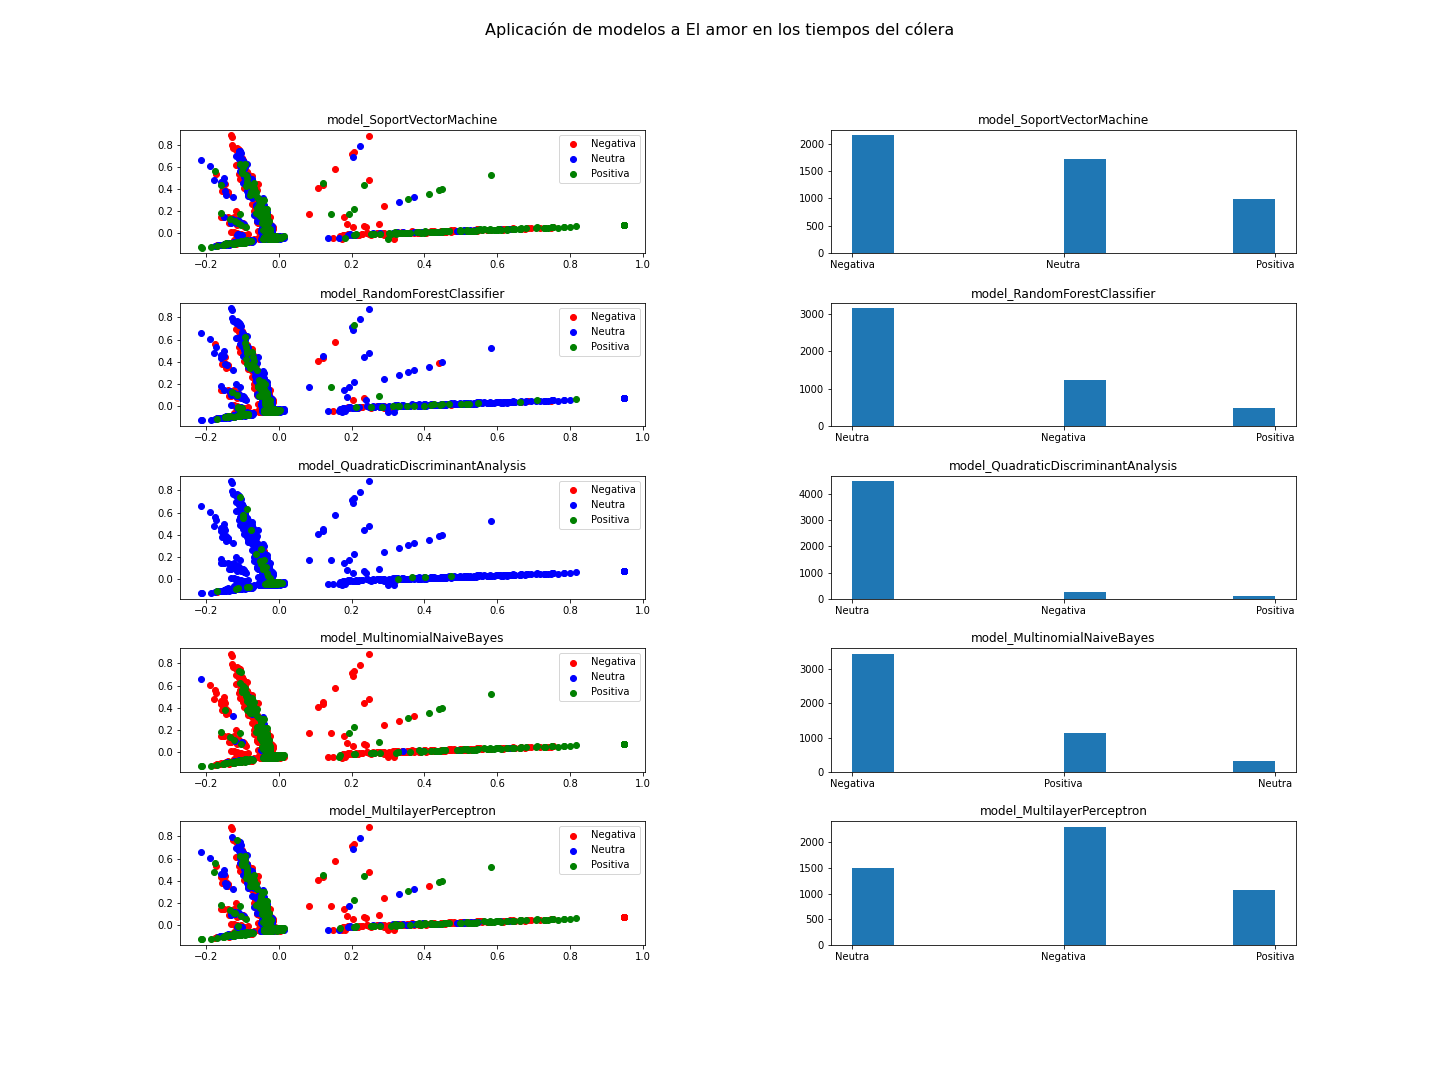 Aplicación de modelos a El amor en los tiempos del cólera
model_SoportVectorMachine
0.8
0.6
0.4
0.2
0.0
−0.2 0.0 0.2 0.4 0.6 0.8 1.0
Negativa
Neutra
Positiva
model_SoportVectorMachine
2000
1500
1000
500
0
Negativa Neutra Positiva
model_RandomForestClassifier
0.8
0.6
0.4
0.2
0.0
−0.2 0.0 0.2 0.4 0.6 0.8 1.0
Negativa
Neutra
Positiva
model_RandomForestClassifier
3000
2000
1000
0
Neutra Negativa Positiva
model_QuadraticDiscriminantAnalysis
0.8
0.6
0.4
0.2
0.0
−0.2 0.0 0.2 0.4 0.6 0.8 1.0
Negativa
Neutra
Positiva
model_QuadraticDiscriminantAnalysis
4000
3000
2000
1000
0
Neutra Negativa Positiva
model_MultinomialNaiveBayes
0.8
0.6
0.4
0.2
0.0
−0.2 0.0 0.2 0.4 0.6 0.8 1.0
Negativa
Neutra
Positiva
model_MultinomialNaiveBayes
3000
2000
1000
0
Negativa Positiva Neutra
model_MultilayerPerceptron
0.8
0.6
0.4
0.2
0.0
−0.2 0.0 0.2 0.4 0.6 0.8 1.0
Negativa
Neutra
Positiva
model_MultilayerPerceptron
2000
1500
1000
500
0
Neutra Negativa Positiva